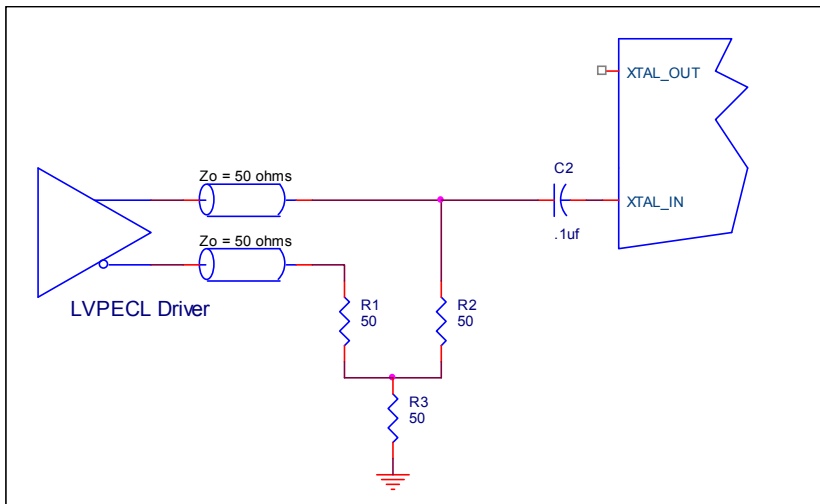 XTAL_OUT
Zo = 50 ohms
C2
XTAL_IN
.1uf
Zo = 50 ohms
LVPECL Driver
R1
50
R2
50
R3
50